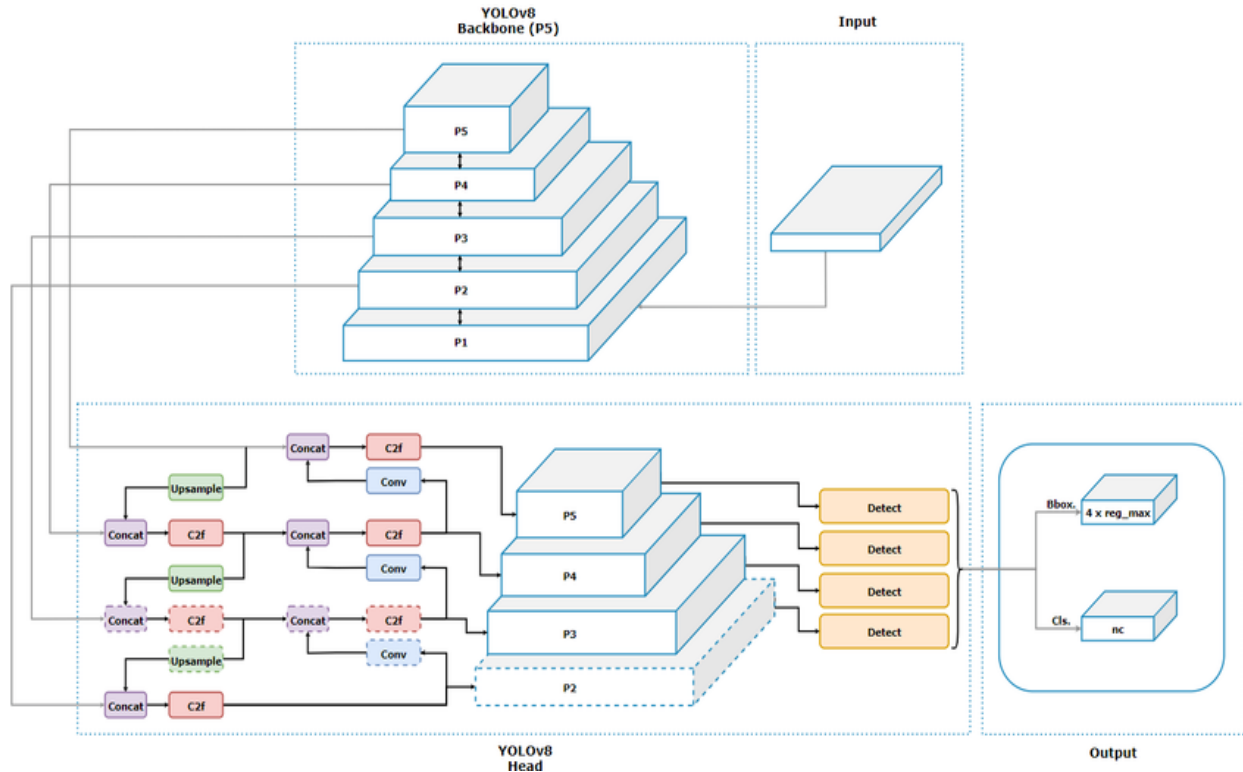 YOLOv8
Backbone (P5)
Input
P5
P4
P3
P2
P1
Concat
C2f
Upsample
Conv
Concat
C2f
Concat
C2f
Upsample
Conv
Concat
C2f
Concat
C2f
Upsample
Conv
Concat
C2f
P5
P4
P3
P2
Detect
Detect
Detect
Detect
Bbox.
4 x reg_max
Cls.
nc
YOLOv8
Head
Output